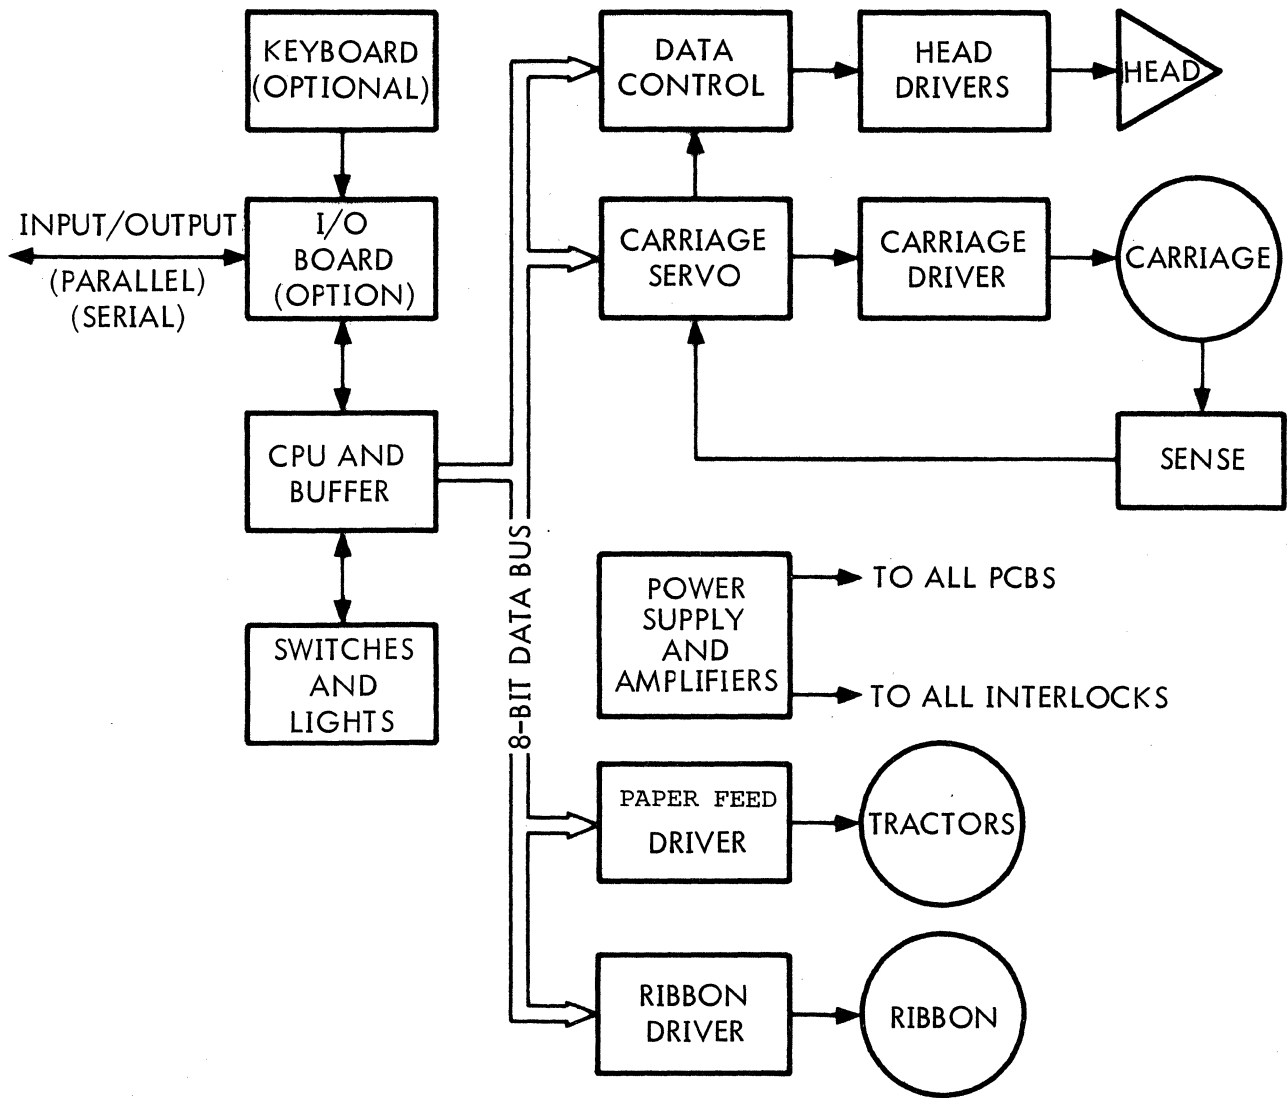 KEYBOARD
(OPTIONAL)
DATA
CONTROL
HEAD
DRIVERS
HEAD
INPUT/OUTPUT
(PARALLEL)
(SERIAL)
I/O
BOARD
(OPTION)
CARRIAGE
SERVO
CARRIAGE
DRIVER
CARRIAGE
CPU AND
BUFFER
SENSE
8-BIT DATA BUS
POWER
SUPPLY
AND
AMPLIFIERS
TO ALL PCBS
TO ALL INTERLOCKS
SWITCHES
AND
LIGHTS
PAPER FEED
DRIVER
TRACTORS
RIBBON
DRIVER
RIBBON